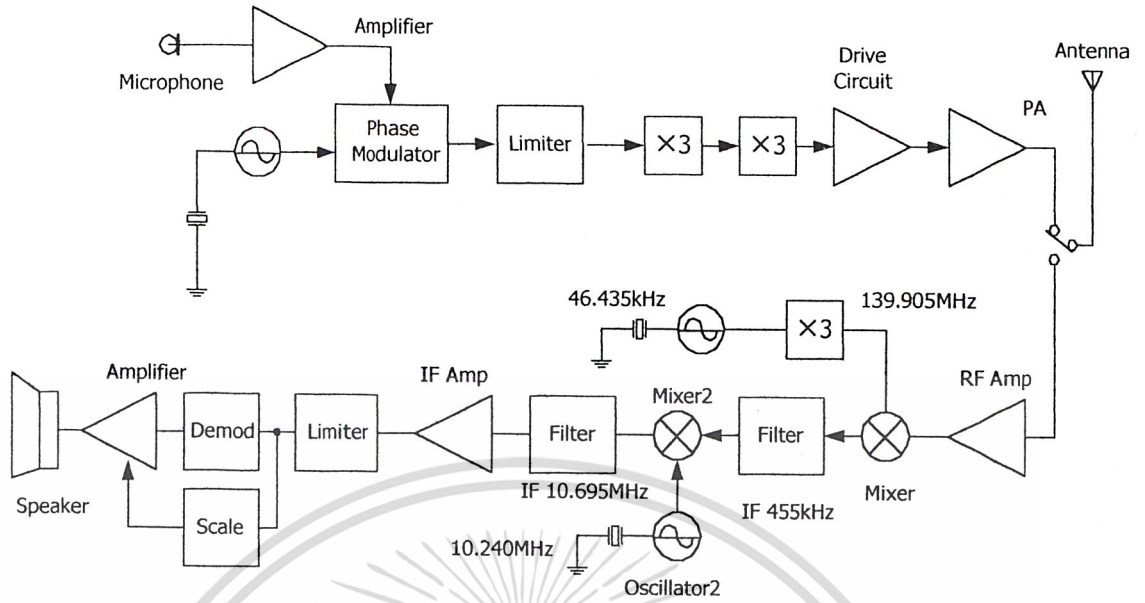 Amplifier
Microphone
Phase
Modulator
Limiter
×3
×3
Drive
Circuit
PA
Antenna
46.435kHz
×3
139.905MHz
Speaker
Amplifier
Demod
Scale
Limiter
IF Amp
Filter
IF 10.695MHz
Mixer2
10.240MHz
Oscillator2
Filter
IF 455kHz
Mixer
RF Amp